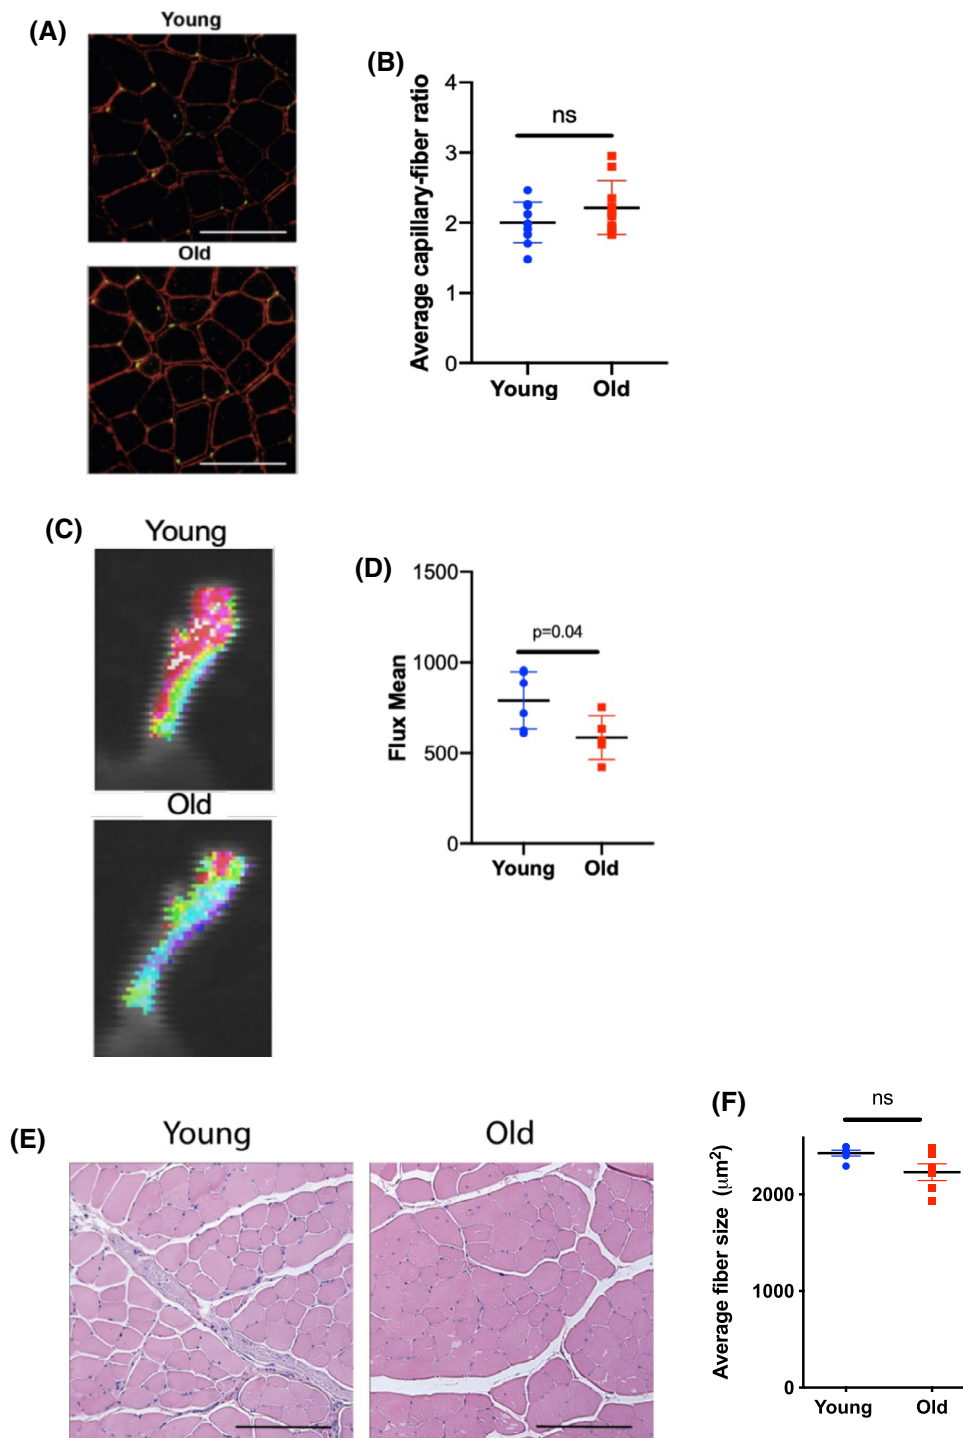 (A)
Young
Old
(B)
Average capillary-fiber ratio
4
3
2
1
0
ns
Young Old
(C)
Young
Old
(D)
Flux Mean
1500
1000
500
0
p=0.04
Young Old
(E)
Young Old
(F)
ns
Average fiber size (μm²)
2000
1000
0
Young Old